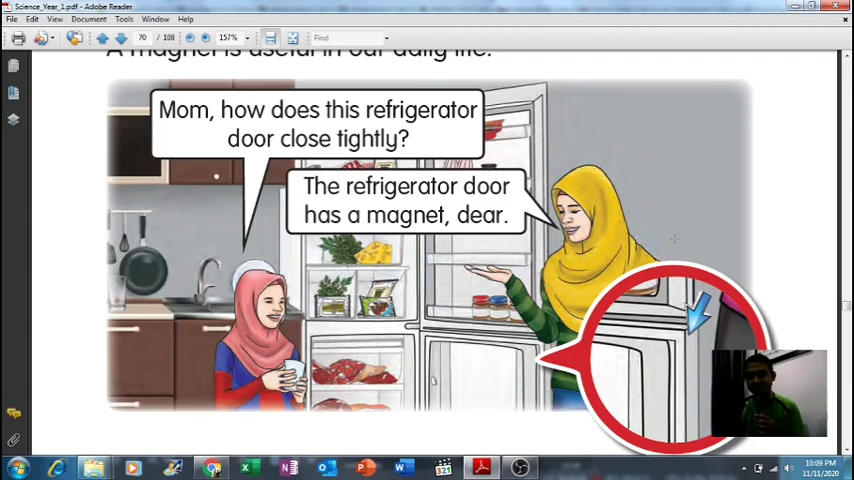 Science_Year_1.pdf - Adobe Reader
File Edit View Document Tools Window Help
70 / 108 157% Find
A magnet is useful in our daily life.
Mom, how does this refrigerator
door close tightly?
The refrigerator door
has a magnet, dear.
321
10:09 PM
11/11/2020